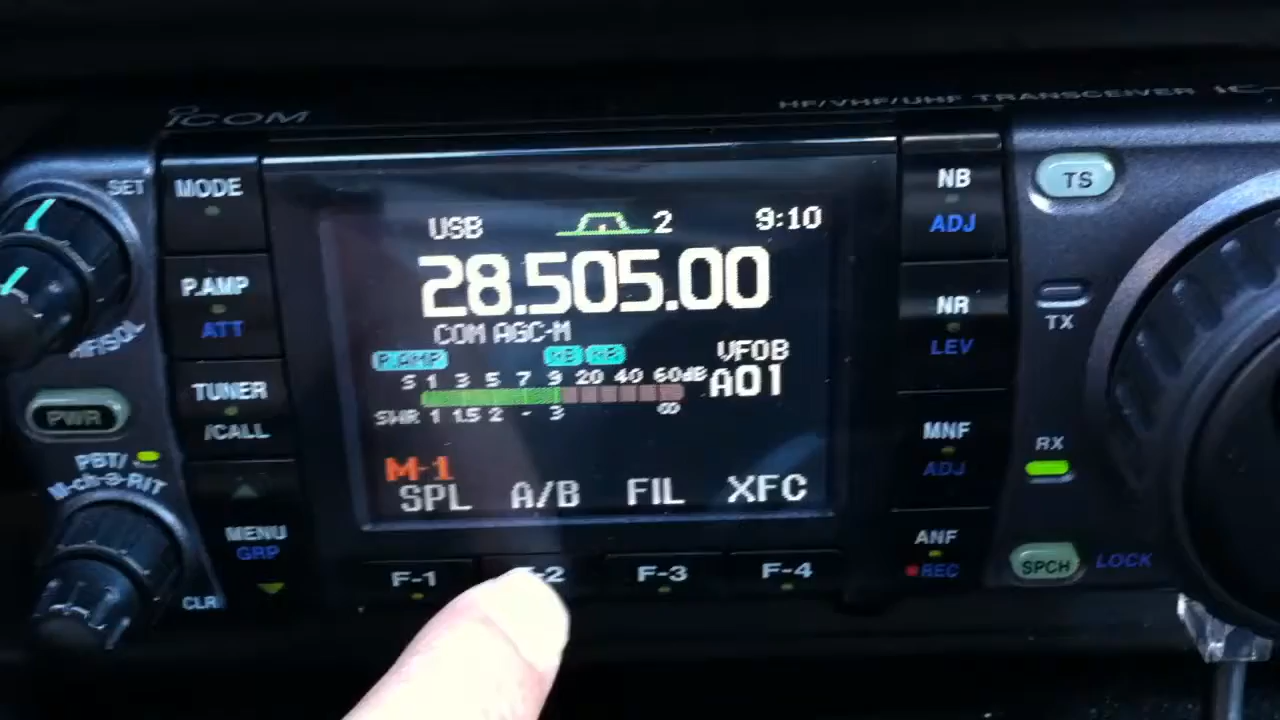 ICOM
HF/VHF/UHF TRANSCEIVER
SET
MODE
P.AMP
ATT
TUNER
/CALL
PWR
PBT/
M-ch-RIT
MENU
GRP
CLR
USB
2
9:10
28.505.00
COM AGC-M
P.AMP NB NR
VFOB
A01
S 1 3 5 7 9 20 40 60dB
SWR 1 1.5 2 - 3 ∞
M-1
SPL A/B FIL XFC
F-1 F-3 F-4
NB
ADJ
NR
LEV
MNF
ADJ
ANF
REC
TS
TX
RX
SPCH LOCK